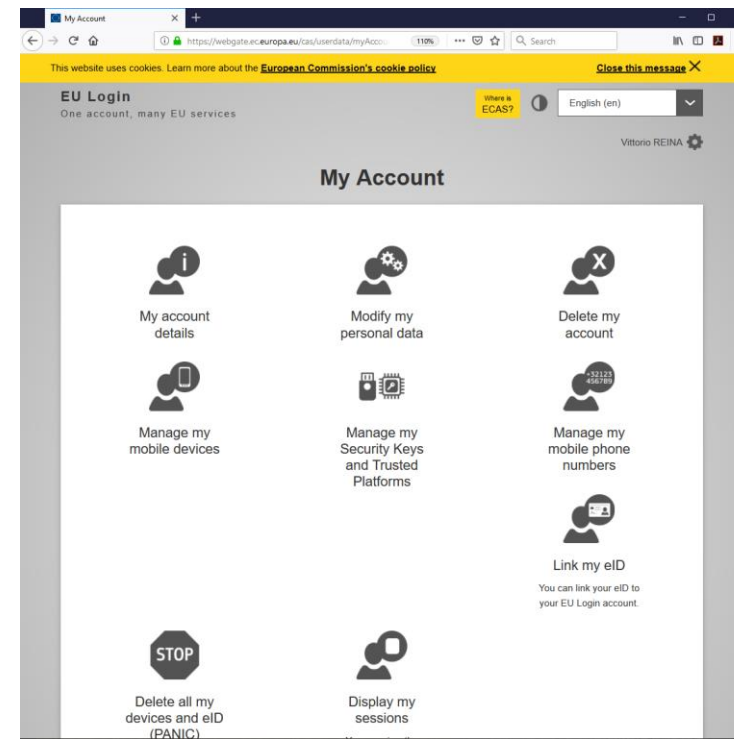 My Account
https://webgate.ec.europa.eu/cas/userdata/myAccou
110%
Search
This website uses cookies. Learn more about the European Commission's cookie policy
Close this message
EU Login
One account, many EU services
Where is
ECAS?
English (en)
Vittorio REINA
My Account
i
My account
details
Modify my
personal data
X
Delete my
account
Manage my
mobile devices
Manage my
Security Keys
and Trusted
Platforms
+32123
456789
Manage my
mobile phone
numbers
Link my eID
You can link your eID to
your EU Login account.
STOP
Delete all my
devices and eID
(PANIC)
Display my
sessions